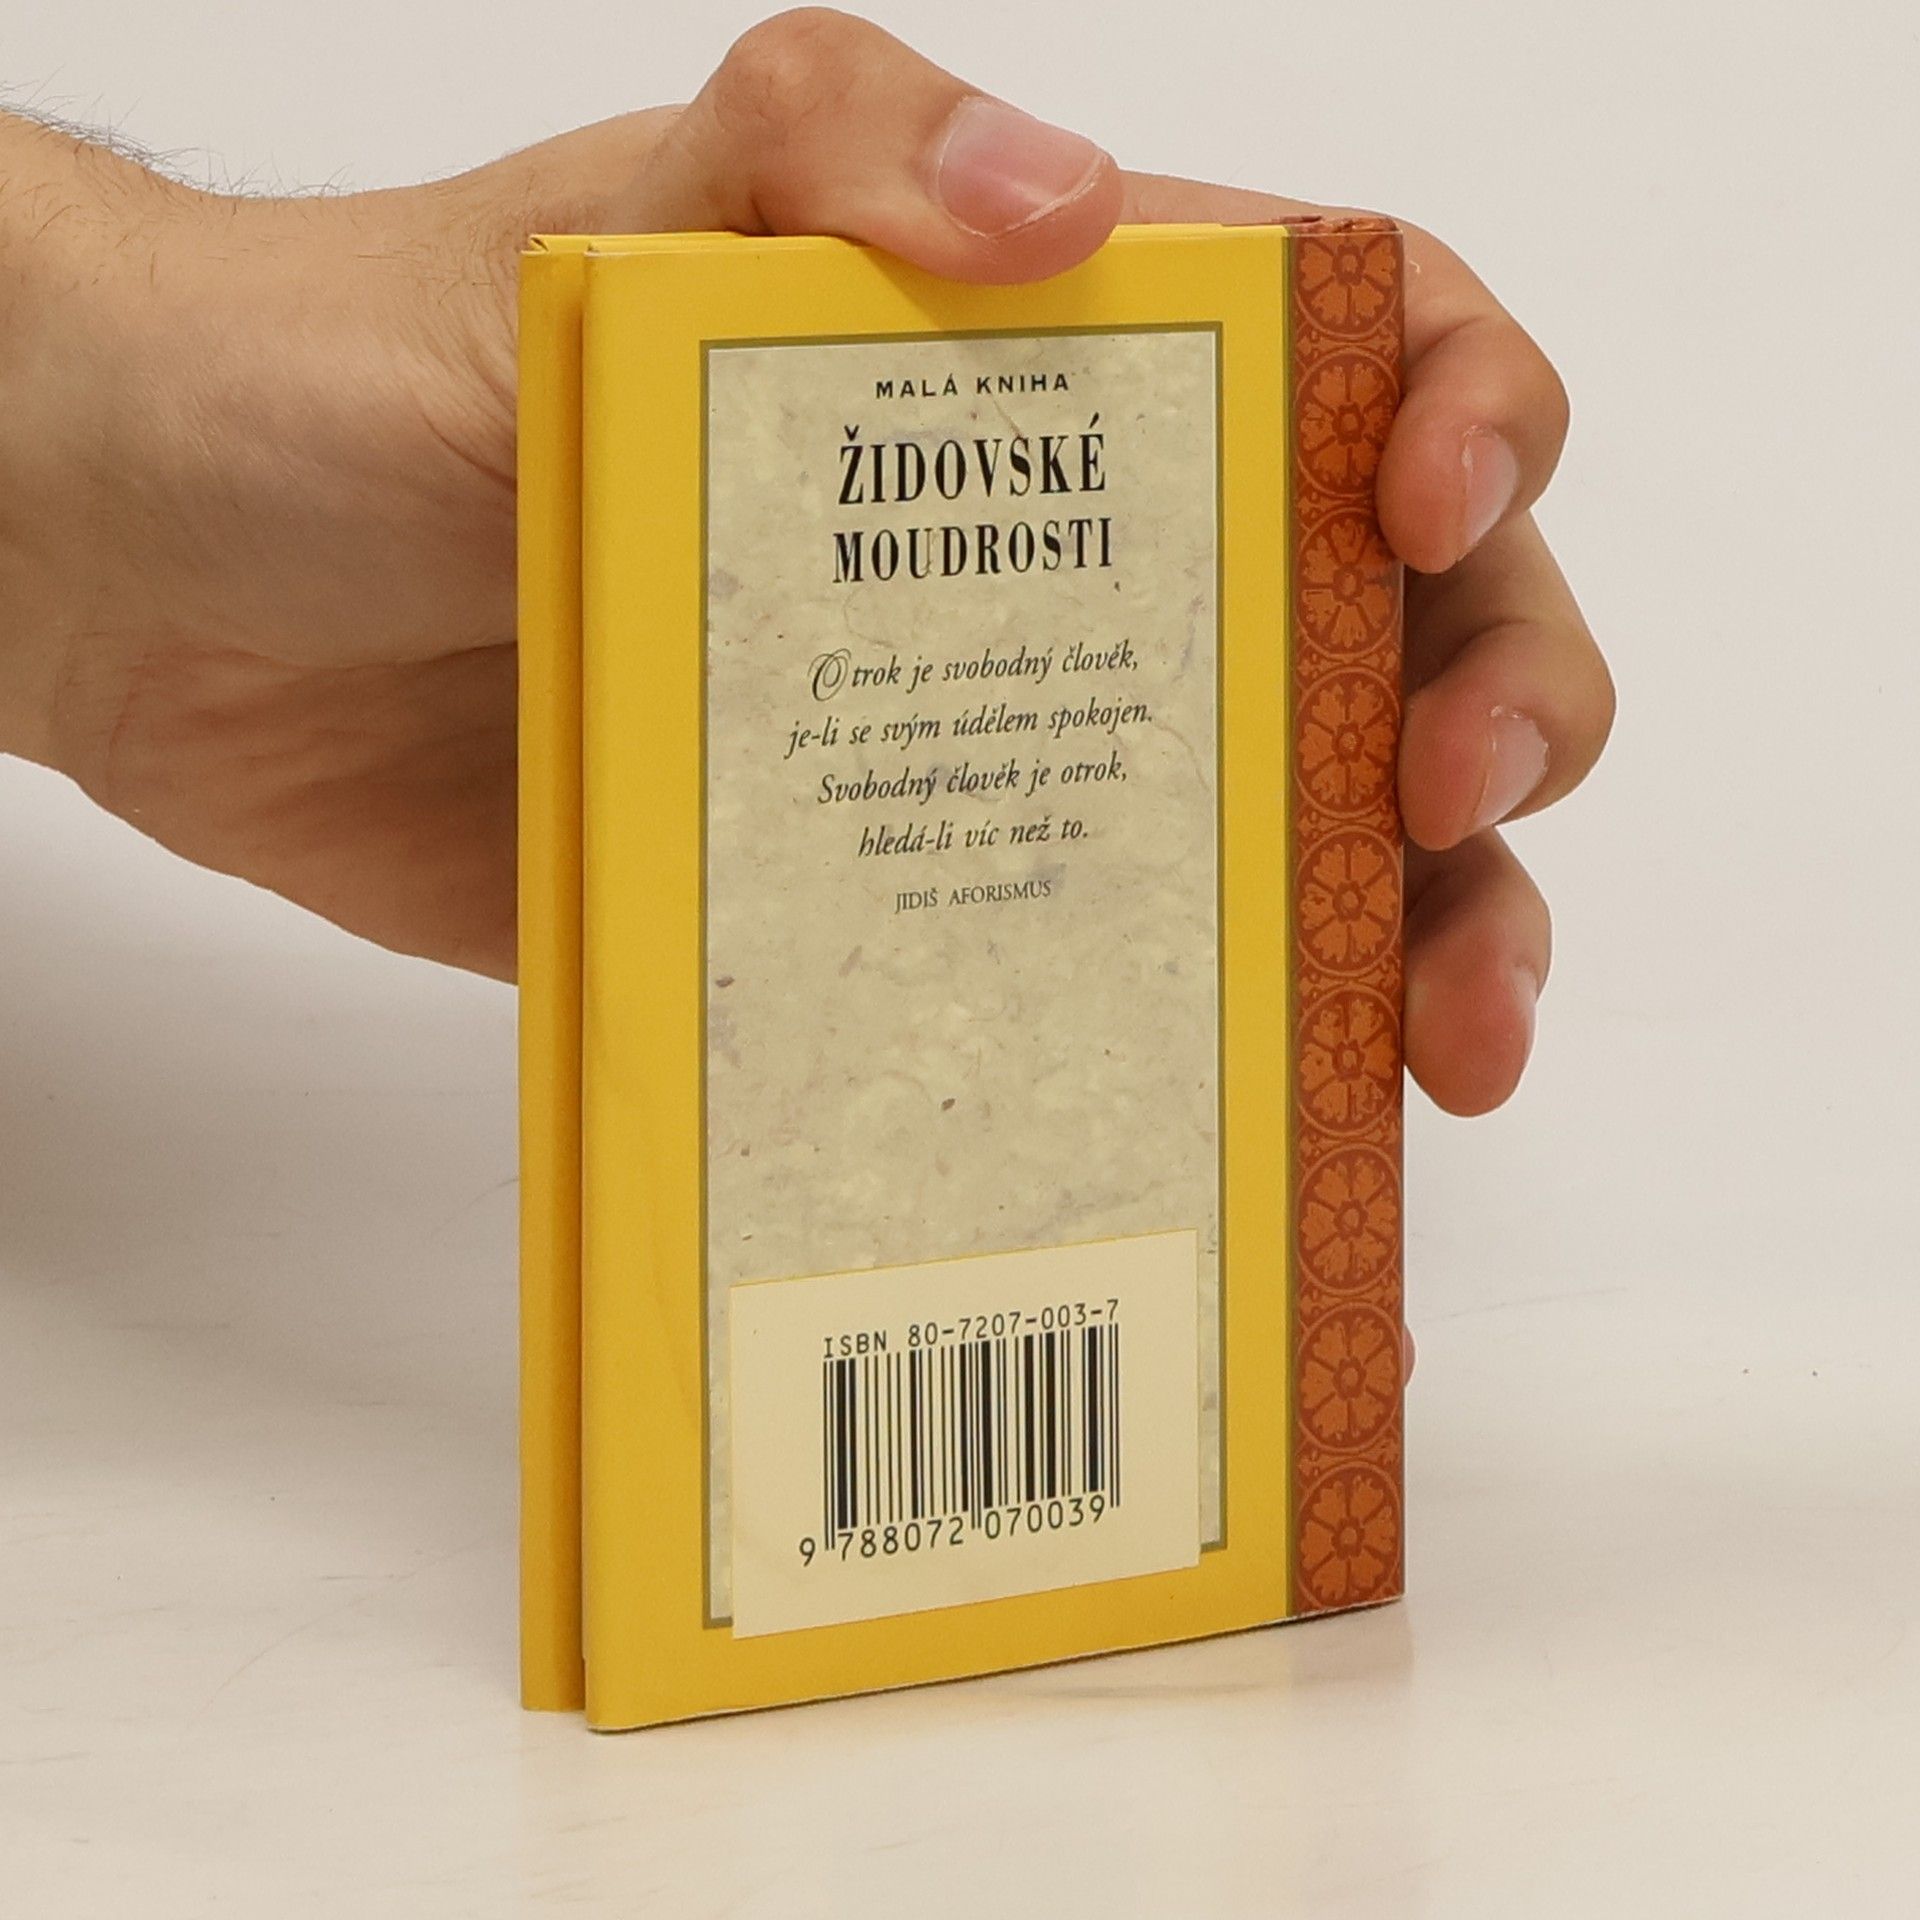 MALÁ KNIHA
ŽIDOVSKÉ
MOUDROSTI
Otrok je svobodný člověk,
je-li se svým údělem spokojen.
Svobodný člověk je otrok,
hledá-li víc než to.
JIDIŠ AFORISMUS
ISBN 80-7207-003-7
9 788072 070039